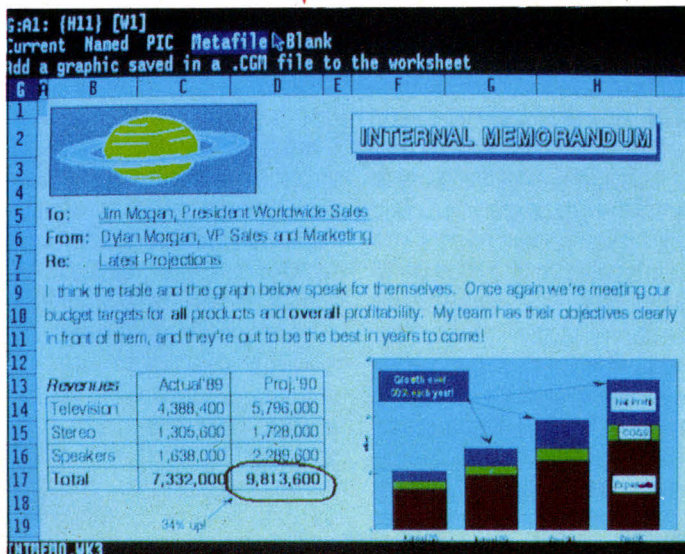 G:A1: {H11} [W1]
Current Named PIC Metafile Blank
Add a graphic saved in a .CGM file to the worksheet
G A B C D E F G H
1
2 INTERNAL MEMORANDUM
3
4
5 To: Jim Mogan, President Worldwide Sales
6 From: Dylan Morgan, VP Sales and Marketing
7 Re: Latest Projections
9 I think the table and the graph below speak for themselves. Once again we're meeting our
10 budget targets for all products and overall profitability. My team has their objectives clearly
11 in front of them, and they're out to be the best in years to come!
12
13 Revenues Actual'89 Proj.'90
14 Television 4,388,400 5,796,000
15 Stereo 1,305,600 1,728,000
16 Speakers 1,638,000 2,289,600
17 Total 7,332,000 9,813,600
18
19 34% up!
Growth over
each year!
Net Profit
COGS
Expenses
INTMEMO.WK3